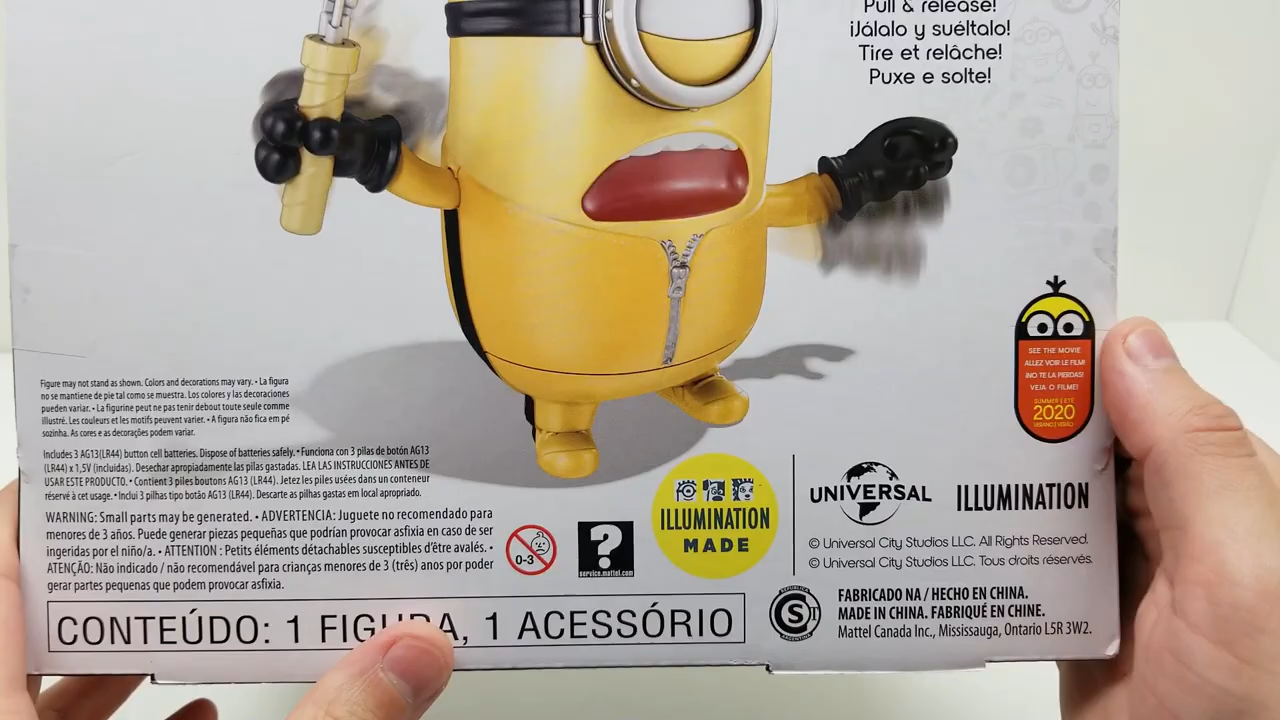 Pull & release!
¡Jálalo y suéltalo!
Tire et relâche!
Puxe e solte!
SEE THE MOVIE
ALLEZ VOIR LE FILM!
¡NO TE LA PIERDAS!
VEJA O FILME!
SUMMER | ÉTÉ
2020
VERANO | VERÃO
Figure may not stand as shown. Colors and decorations may vary. • La figura
no se mantiene de pie tal como se muestra. Los colores y las decoraciones
pueden variar. • La figurine peut ne pas tenir debout toute seule comme
illustré. Les couleurs et les motifs peuvent varier. • A figura não fica em pé
sozinha. As cores e as decorações podem variar.
Includes 3 AG13(LR44) button cell batteries. Dispose of batteries safely. • Funciona con 3 pilas de botón AG13
(LR44) x 1,5V (incluidas). Desechar apropiadamente las pilas gastadas. LEA LAS INSTRUCCIONES ANTES DE
USAR ESTE PRODUCTO. • Contient 3 piles boutons AG13 (LR44). Jetez les piles usées dans un conteneur
réservé à cet usage. • Inclui 3 pilhas tipo botão AG13 (LR44). Descarte as pilhas gastas em local apropriado.
WARNING: Small parts may be generated. • ADVERTENCIA: Juguete no recomendado para
menores de 3 años. Puede generar piezas pequeñas que podrían provocar asfixia en caso de ser
ingeridas por el niño/a. • ATTENTION : Petits éléments détachables susceptibles d'être avalés. •
ATENÇÃO: Não indicado / não recomendável para crianças menores de 3 (três) anos por poder
gerar partes pequenas que podem provocar asfixia.
0-3
?
service.mattel.com
ILLUMINATION
MADE
UNIVERSAL
ILLUMINATION
© Universal City Studios LLC. All Rights Reserved.
© Universal City Studios LLC. Tous droits réservés.
REPUBLICA
S
ARGENTINA
FABRICADO NA / HECHO EN CHINA.
MADE IN CHINA. FABRIQUÉ EN CHINE.
Mattel Canada Inc., Mississauga, Ontario L5R 3W2.
CONTEÚDO: 1 FIGURA, 1 ACESSÓRIO